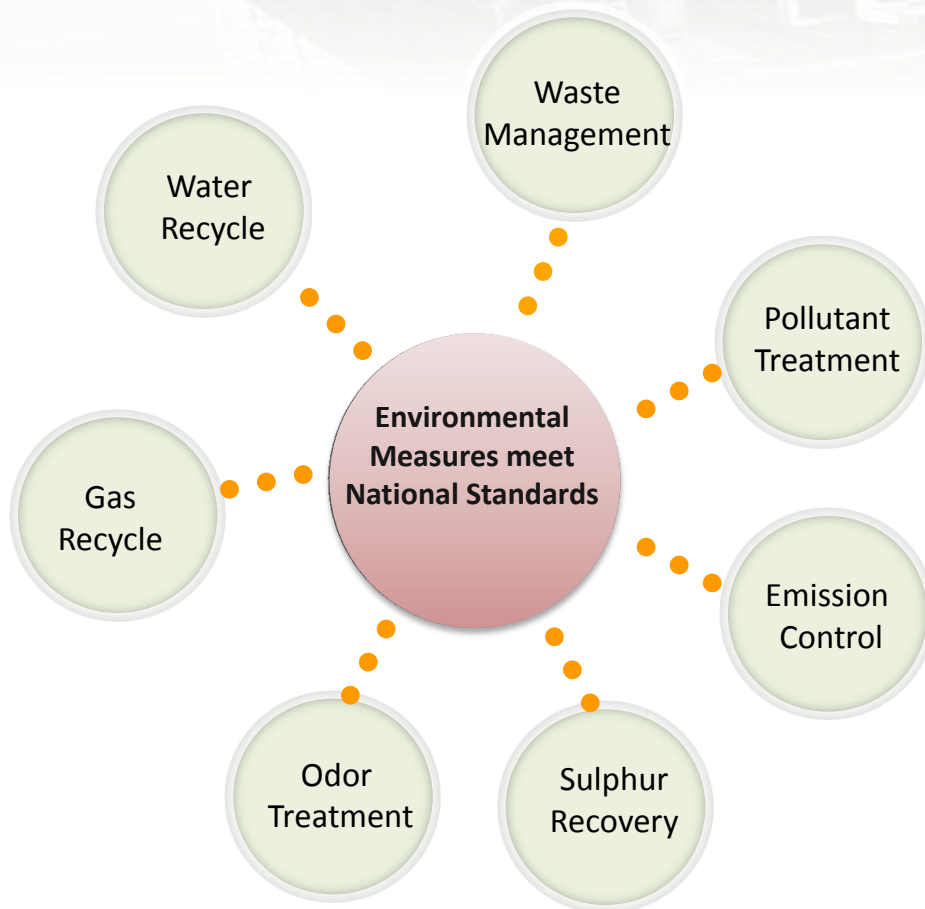 Waste
Management
Water
Recycle
Pollutant
Treatment
Environmental
Measures meet
National Standards
Gas
Recycle
Emission
Control
Odor
Treatment
Sulphur
Recovery